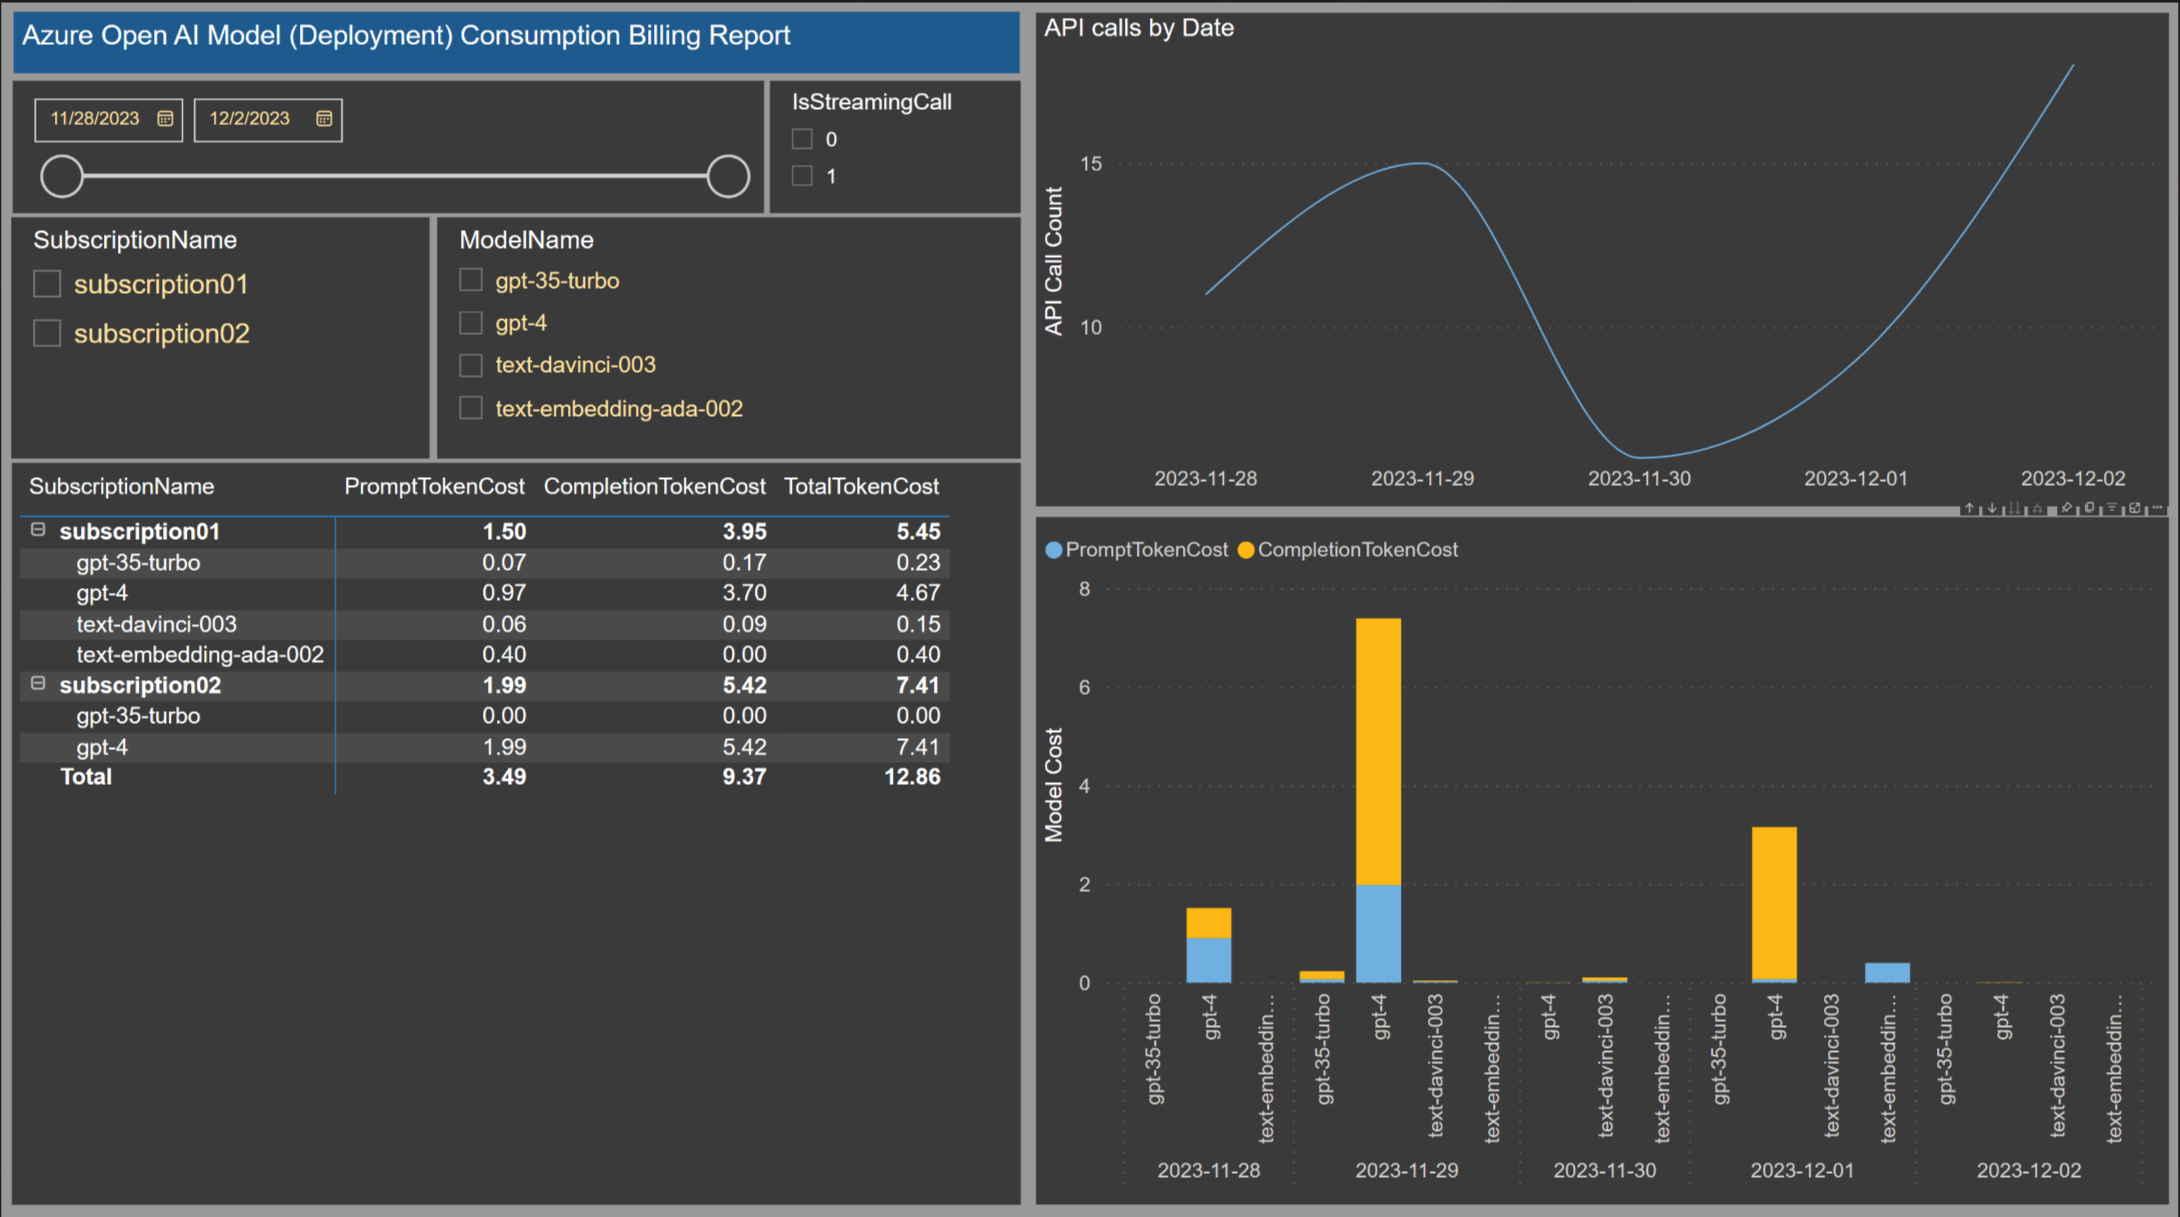 Azure Open AI Model (Deployment) Consumption Billing Report
11/28/2023 12/2/2023
IsStreamingCall
0
1
SubscriptionName
subscription01
subscription02
ModelName
gpt-35-turbo
gpt-4
text-davinci-003
text-embedding-ada-002
SubscriptionName PromptTokenCost CompletionTokenCost TotalTokenCost
subscription01 1.50 3.95 5.45
gpt-35-turbo 0.07 0.17 0.23
gpt-4 0.97 3.70 4.67
text-davinci-003 0.06 0.09 0.15
text-embedding-ada-002 0.40 0.00 0.40
subscription02 1.99 5.42 7.41
gpt-35-turbo 0.00 0.00 0.00
gpt-4 1.99 5.42 7.41
Total 3.49 9.37 12.86
API calls by Date
API Call Count
15
10
2023-11-28 2023-11-29 2023-11-30 2023-12-01 2023-12-02
PromptTokenCost CompletionTokenCost
Model Cost
8
6
4
2
0
gpt-35-turbo
gpt-4
text-embeddin...
gpt-35-turbo
gpt-4
text-davinci-003
text-embeddin...
gpt-4
text-davinci-003
text-embeddin...
gpt-35-turbo
gpt-4
text-davinci-003
text-embeddin...
gpt-35-turbo
gpt-4
text-davinci-003
text-embeddin...
2023-11-28 2023-11-29 2023-11-30 2023-12-01 2023-12-02